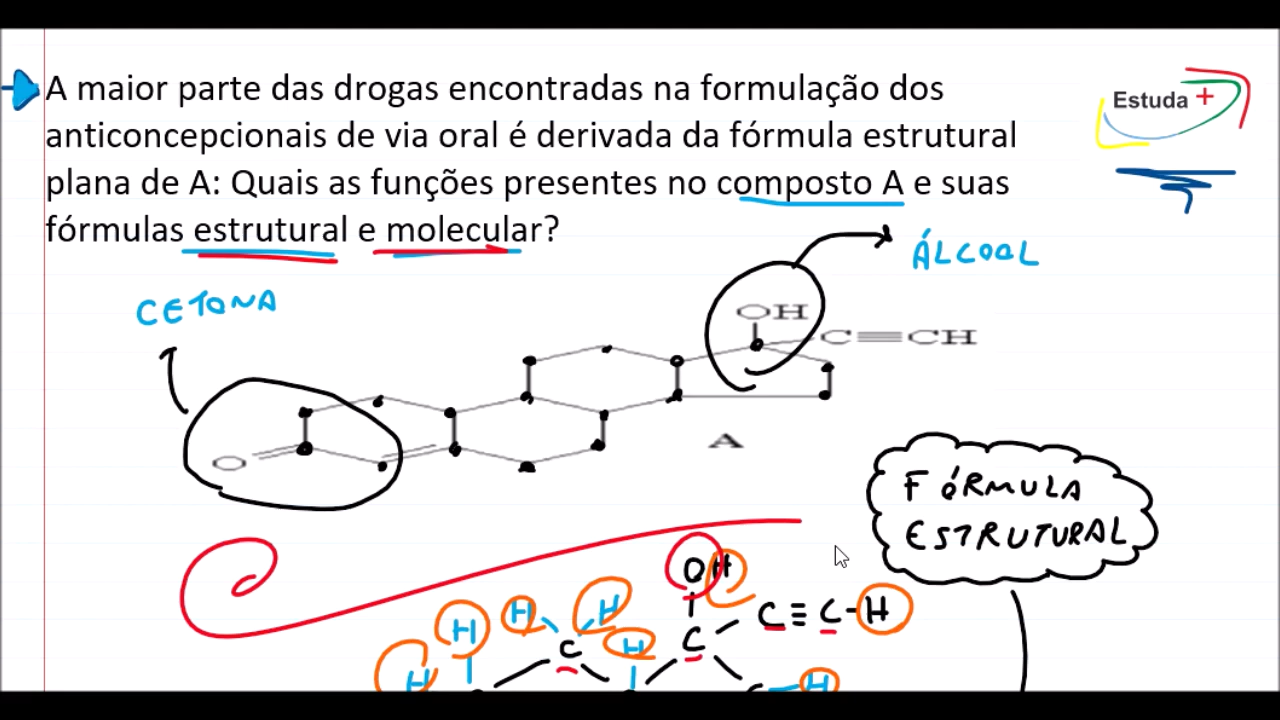 A maior parte das drogas encontradas na formulação dos
anticoncepcionais de via oral é derivada da fórmula estrutural
plana de A: Quais as funções presentes no composto A e suas
fórmulas estrutural e molecular?
Estuda +
ÁLCOOL
CETONA
OH
C≡CH
O
A
FÓRMULA
ESTRUTURAL
OH
H H H C≡C-H
C H C
H H